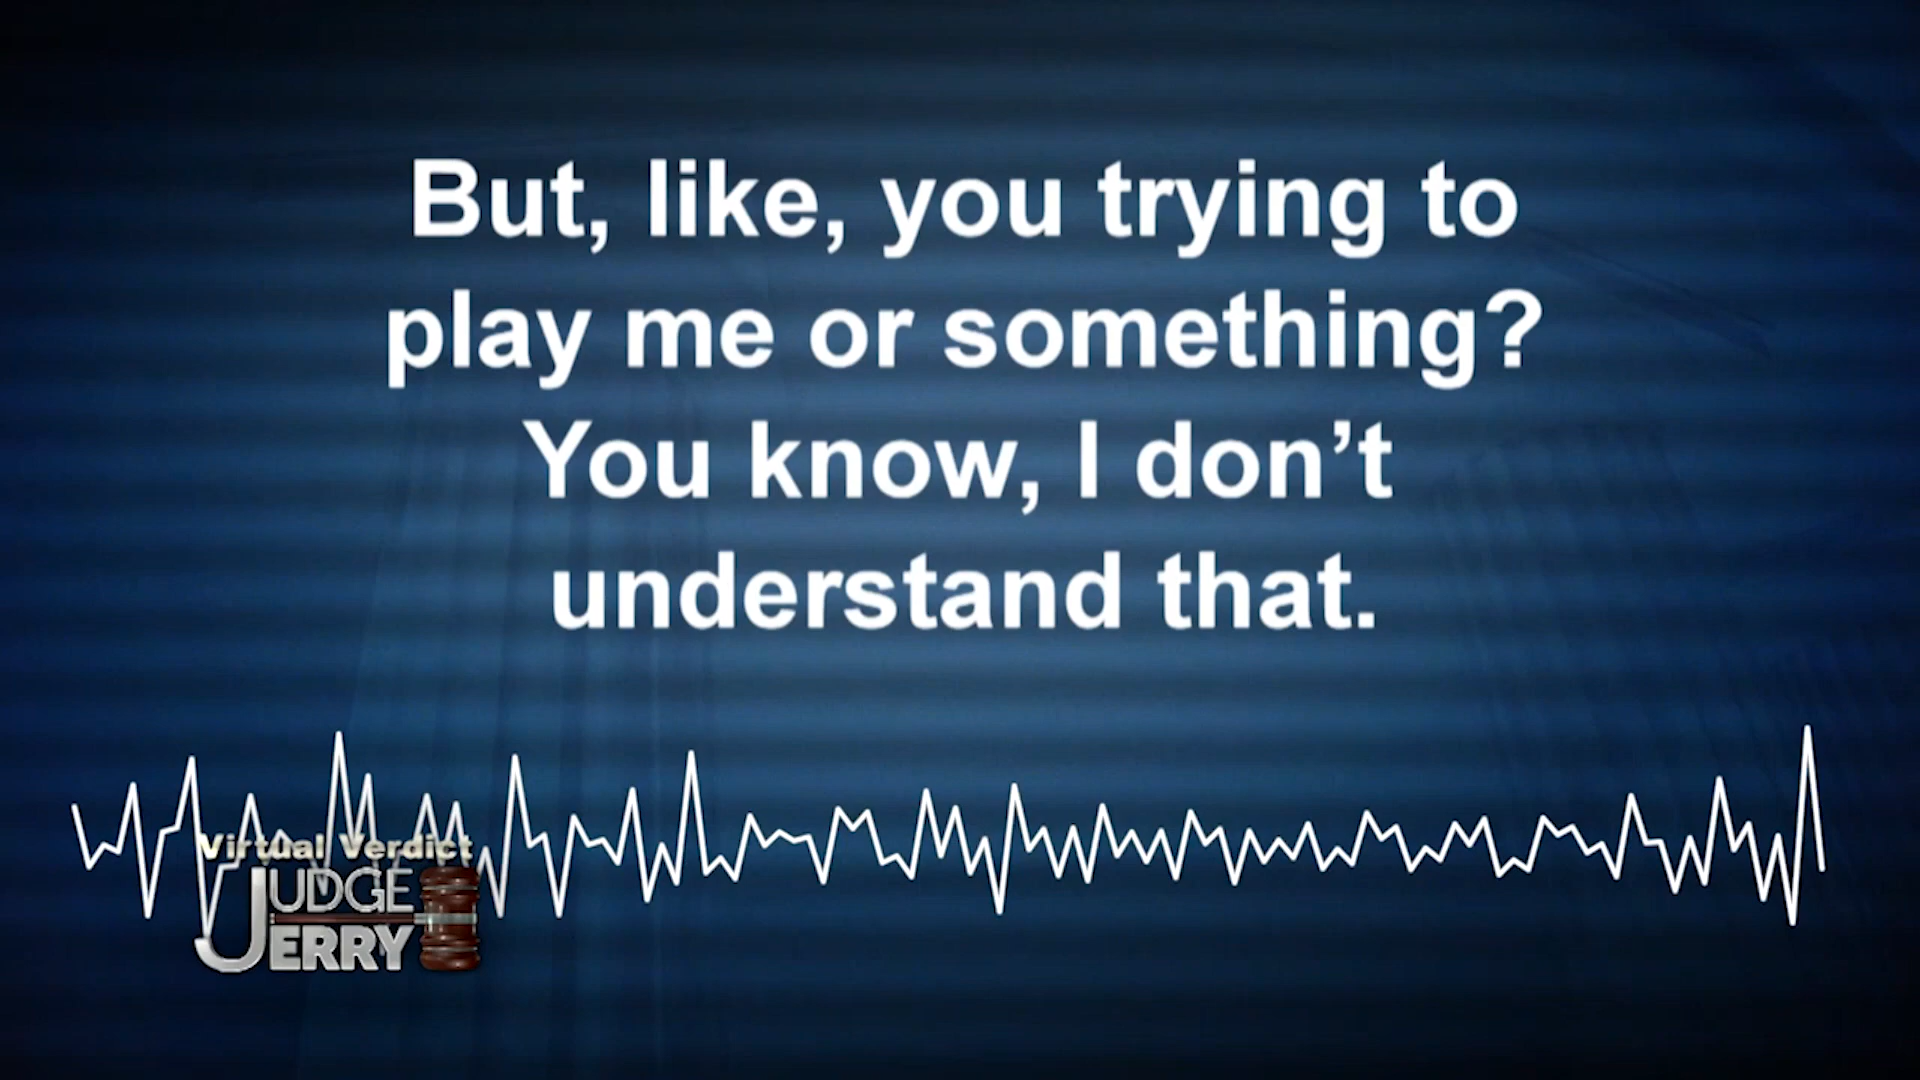 But, like, you trying to
play me or something?
You know, I don’t
understand that.
Virtual Verdict
JUDGE
JERRY